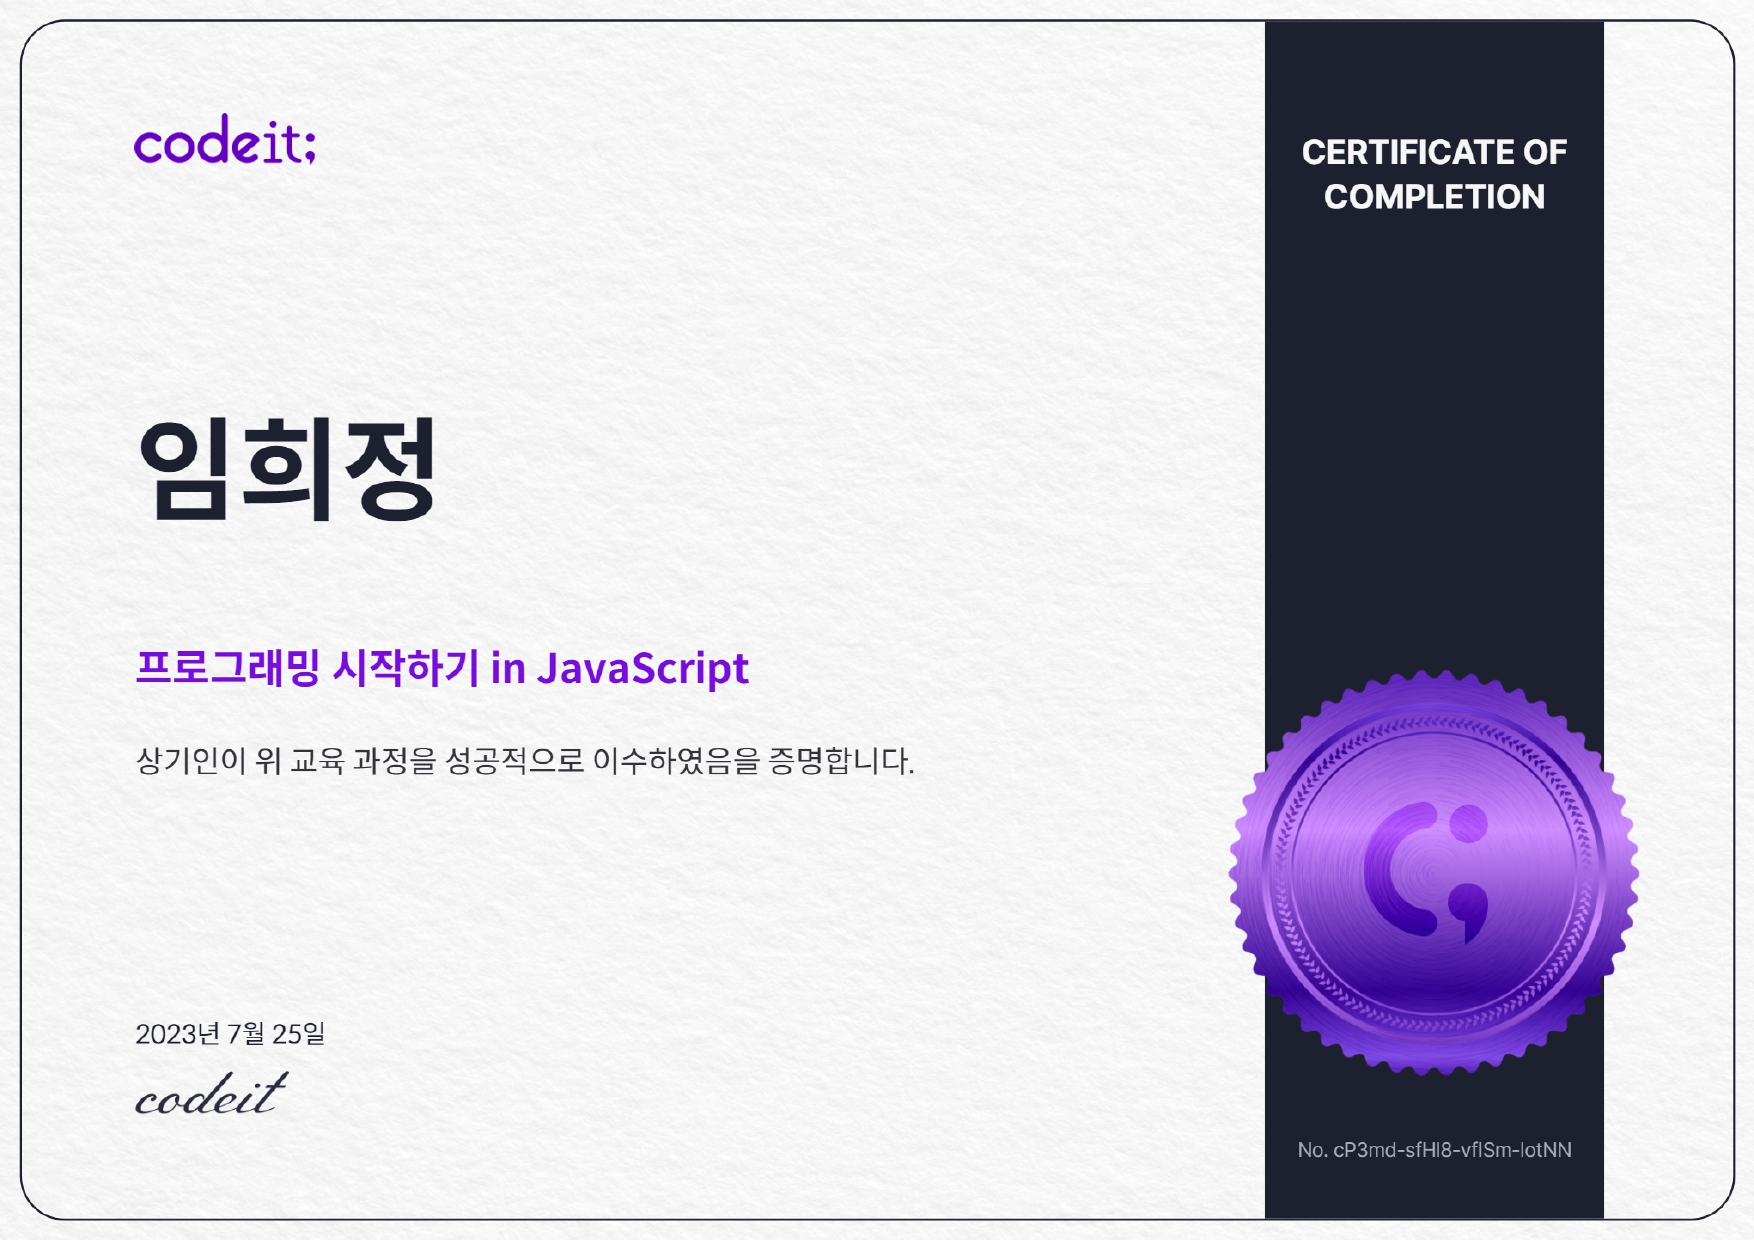 codeit;
CERTIFICATE OF
COMPLETION
임희정
프로그래밍 시작하기 in JavaScript
상기인이 위 교육 과정을 성공적으로 이수하였음을 증명합니다.
2023년 7월 25일
codeit
No. cP3md-sfHl8-vflSm-lotNN